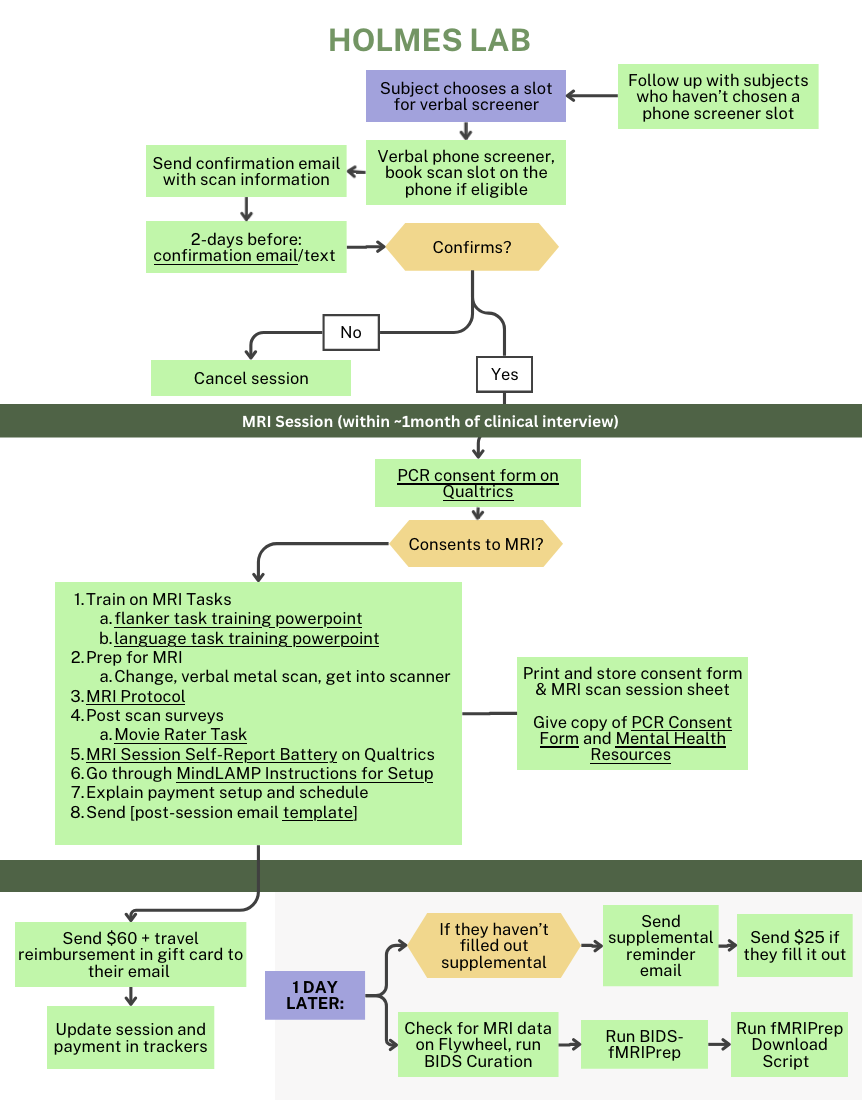 HOLMES LAB
Subject chooses a slot
for verbal screener
Follow up with subjects
who haven't chosen a
phone screener slot
Verbal phone screener,
book scan slot on the
phone if eligible
Send confirmation email
with scan information
2-days before:
confirmation email/text
Confirms?
No
Yes
Cancel session
MRI Session (within ~1month of clinical interview)
PCR consent form on
Qualtrics
Consents to MRI?
1.Train on MRI Tasks
a.flanker task training powerpoint
b.language task training powerpoint
2.Prep for MRI
a.Change, verbal metal scan, get into scanner
3.MRI Protocol
4.Post scan surveys
a.Movie Rater Task
5.MRI Session Self-Report Battery on Qualtrics
6.Go through MindLAMP Instructions for Setup
7.Explain payment setup and schedule
8.Send [post-session email template]
Print and store consent form
& MRI scan session sheet
Give copy of PCR Consent
Form and Mental Health
Resources
Send $60 + travel
reimbursement in gift card to
their email
Update session and
payment in trackers
1 DAY
LATER:
If they haven't
filled out
supplemental
Send
supplemental
reminder
email
Send $25 if
they fill it out
Check for MRI data
on Flywheel, run
BIDS Curation
Run BIDS-
fMRIPrep
Run fMRIPrep
Download
Script